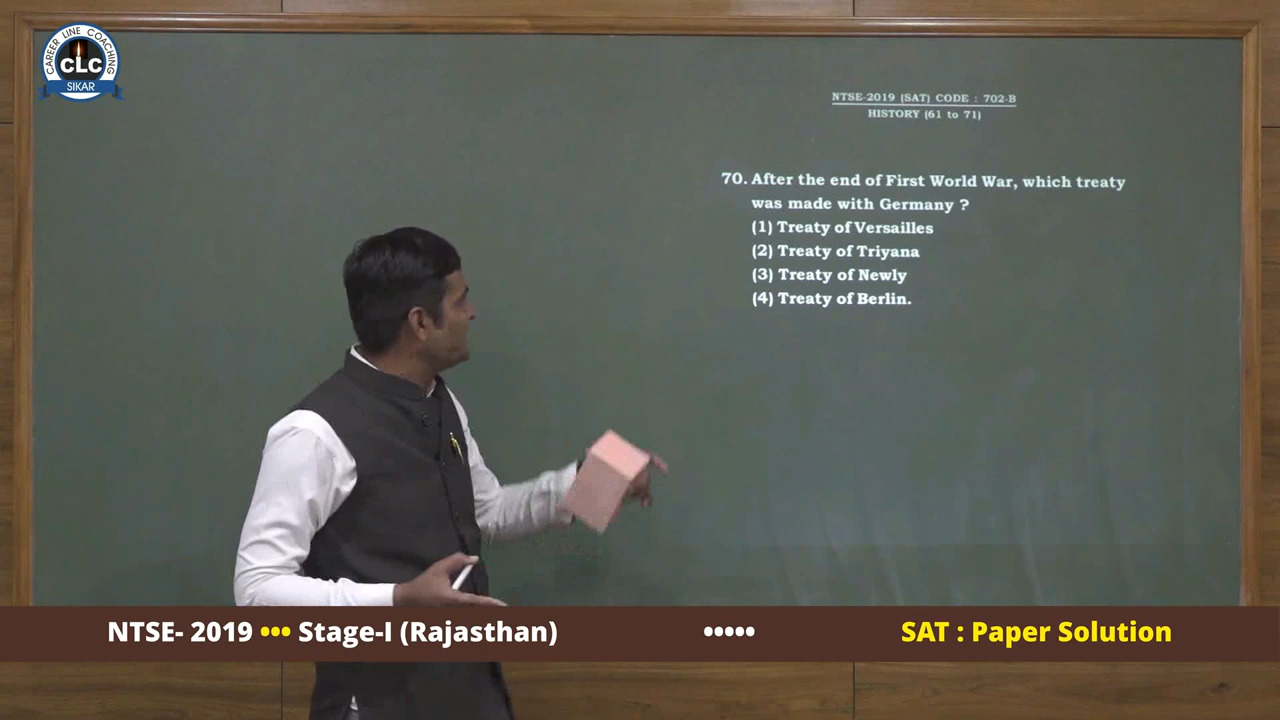 CAREER LINE COACHING
CLC
SIKAR
NTSE-2019 (SAT) CODE : 702-B
HISTORY (61 to 71)
70. After the end of First World War, which treaty
was made with Germany ?
(1) Treaty of Versailles
(2) Treaty of Triyana
(3) Treaty of Newly
(4) Treaty of Berlin.
NTSE- 2019 ••• Stage-I (Rajasthan) ••••• SAT : Paper Solution